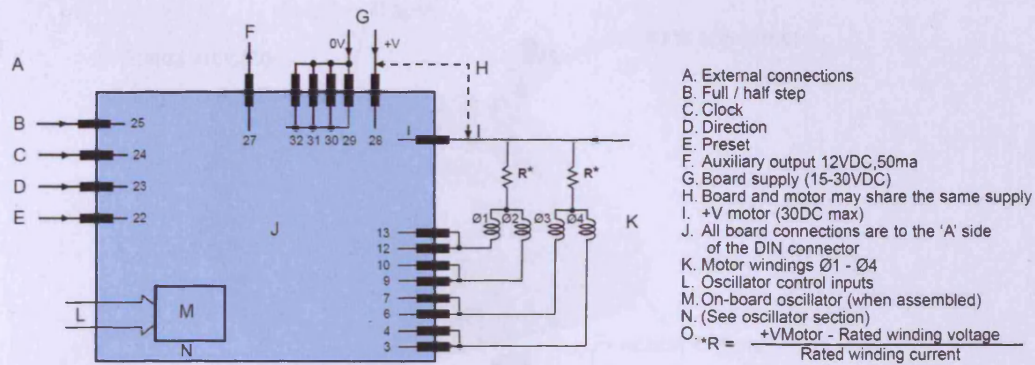 G
F
0V
+V
A
H
B
25
27
32 31 30 29 28
I
I
C
24
R*
R*
D
23
E
22
Ø1 Ø2 Ø3 Ø4
K
J
13
12
10
9
7
L
M
6
4
N
3
A. External connections
B. Full / half step
C. Clock
D. Direction
E. Preset
F. Auxiliary output 12VDC,50ma
G. Board supply (15-30VDC)
H. Board and motor may share the same supply
I. +V motor (30DC max)
J. All board connections are to the 'A' side
of the DIN connector
K. Motor windings Ø1 - Ø4
L. Oscillator control inputs
M. On-board oscillator (when assembled)
N. (See oscillator section)
O. *R = +VMotor - Rated winding voltage
Rated winding current